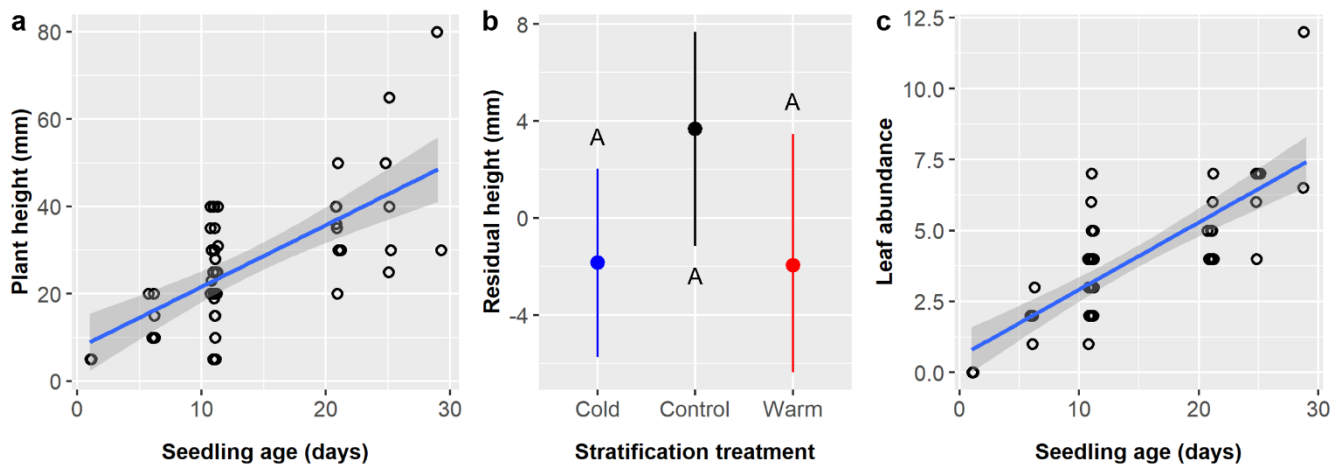 a
Plant height (mm)
80
60
40
20
0
0 10 20 30
Seedling age (days)
b
Residual height (mm)
8
4
0
-4
A
A
A
Cold Control Warm
Stratification treatment
c
Leaf abundance
12.5
10.0
7.5
5.0
2.5
0.0
0 10 20 30
Seedling age (days)